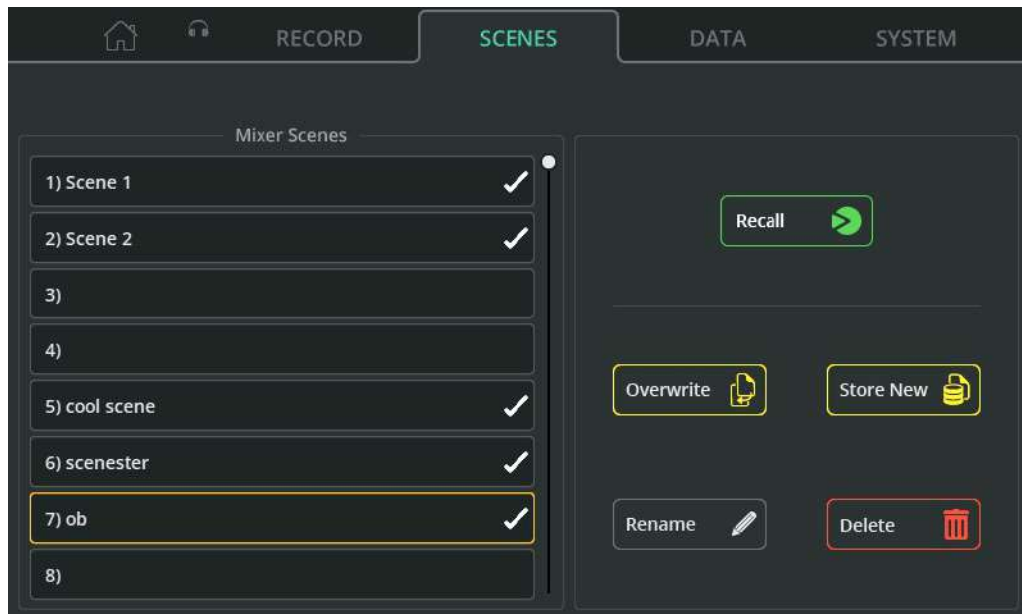 RECORD
SCENES
DATA
SYSTEM
Mixer Scenes
1) Scene 1
2) Scene 2
3)
4)
5) cool scene
6) scenester
7) ob
8)
Recall
Overwrite
Store New
Rename
Delete